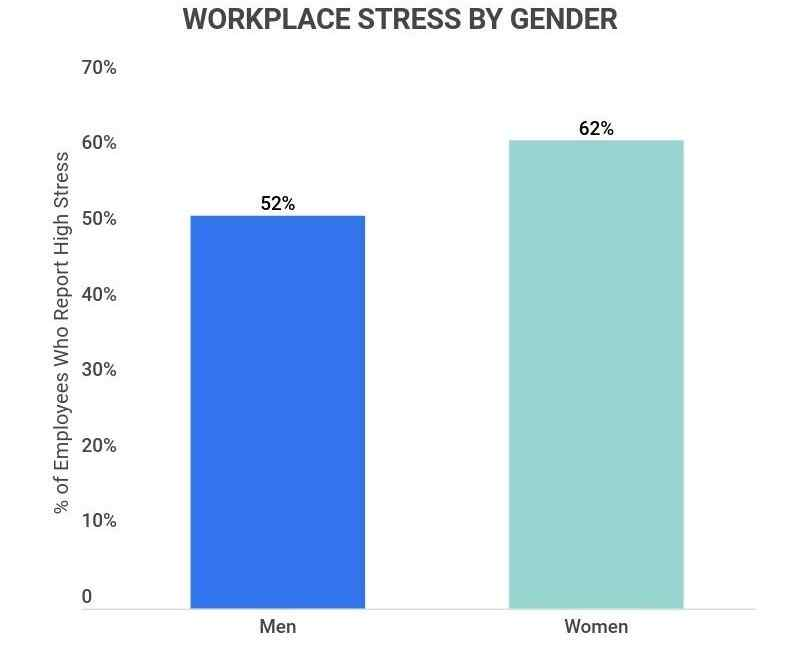 WORKPLACE STRESS BY GENDER
% of Employees Who Report High Stress
70%
60%
50%
40%
30%
20%
10%
0
52%
62%
Men
Women